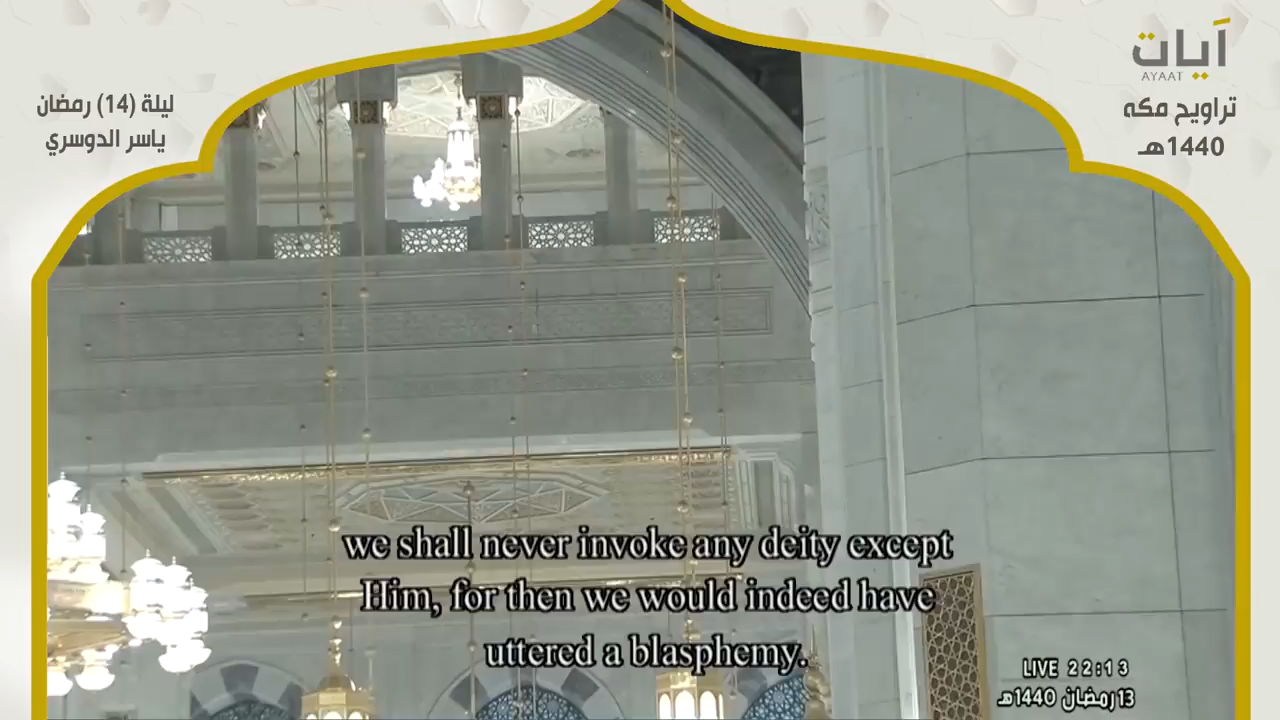 آيات
AYAAT
تراويح مكه
1440هـ
ليلة (14) رمضان
ياسر الدوسري
we shall never invoke any deity except
Him, for then we would indeed have
uttered a blasphemy.
LIVE 22:13
13رمضان 1440هـ